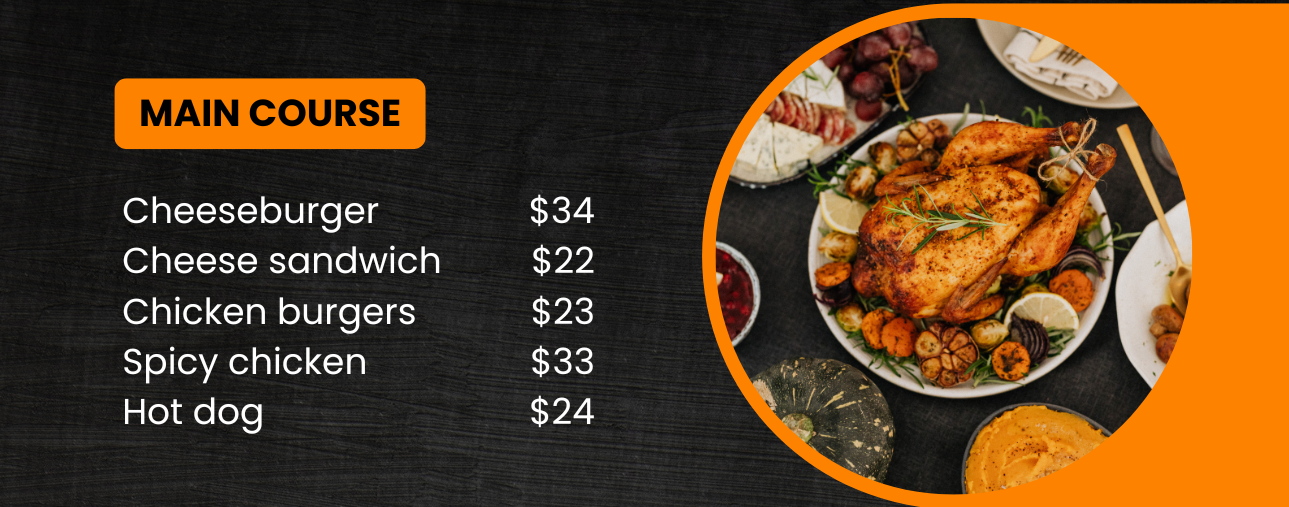 MAIN COURSE
Cheeseburger $34
Cheese sandwich $22
Chicken burgers $23
Spicy chicken $33
Hot dog $24